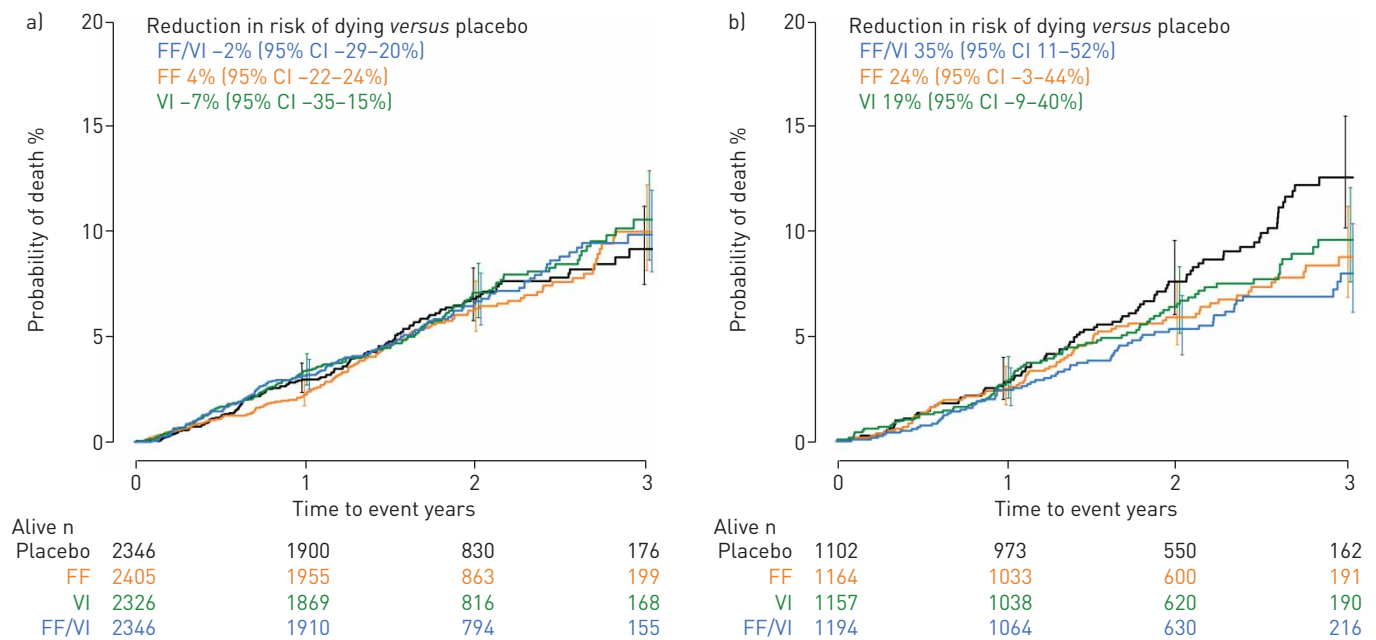 a)
Reduction in risk of dying versus placebo
FF/VI –2% (95% CI –29–20%)
FF 4% (95% CI –22–24%)
VI –7% (95% CI –35–15%)
20
15
10
5
0
Probability of death %
0 1 2 3
Time to event years
Alive n
Placebo 2346 1900 830 176
FF 2405 1955 863 199
VI 2326 1869 816 168
FF/VI 2346 1910 794 155
b)
Reduction in risk of dying versus placebo
FF/VI 35% (95% CI 11–52%)
FF 24% (95% CI –3–44%)
VI 19% (95% CI –9–40%)
20
15
10
5
0
Probability of death %
0 1 2 3
Time to event years
Alive n
Placebo 1102 973 550 162
FF 1164 1033 600 191
VI 1157 1038 620 190
FF/VI 1194 1064 630 216